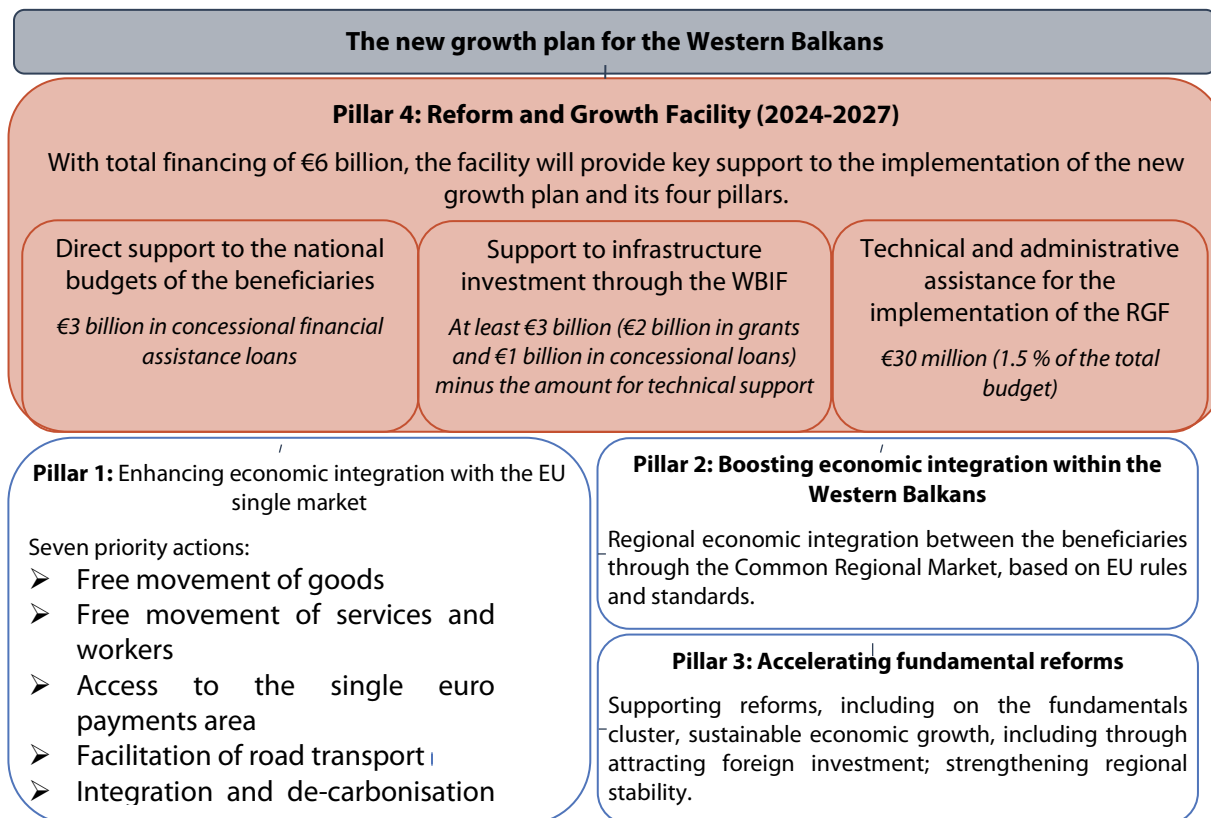 The new growth plan for the Western Balkans
Pillar 4: Reform and Growth Facility (2024-2027)
With total financing of €6 billion, the facility will provide key support to the implementation of the new
growth plan and its four pillars.
Direct support to the national
budgets of the beneficiaries
€3 billion in concessional financial
assistance loans
Support to infrastructure
investment through the WBIF
At least €3 billion (€2 billion in grants
and €1 billion in concessional loans)
minus the amount for technical support
Technical and administrative
assistance for the
implementation of the RGF
€30 million (1.5 % of the total
budget)
Pillar 1: Enhancing economic integration with the EU
single market
Seven priority actions:
➢ Free movement of goods
➢ Free movement of services and
workers
➢ Access to the single euro
payments area
➢ Facilitation of road transport
➢ Integration and de-carbonisation
Pillar 2: Boosting economic integration within the
Western Balkans
Regional economic integration between the beneficiaries
through the Common Regional Market, based on EU rules
and standards.
Pillar 3: Accelerating fundamental reforms
Supporting reforms, including on the fundamentals
cluster, sustainable economic growth, including through
attracting foreign investment; strengthening regional
stability.